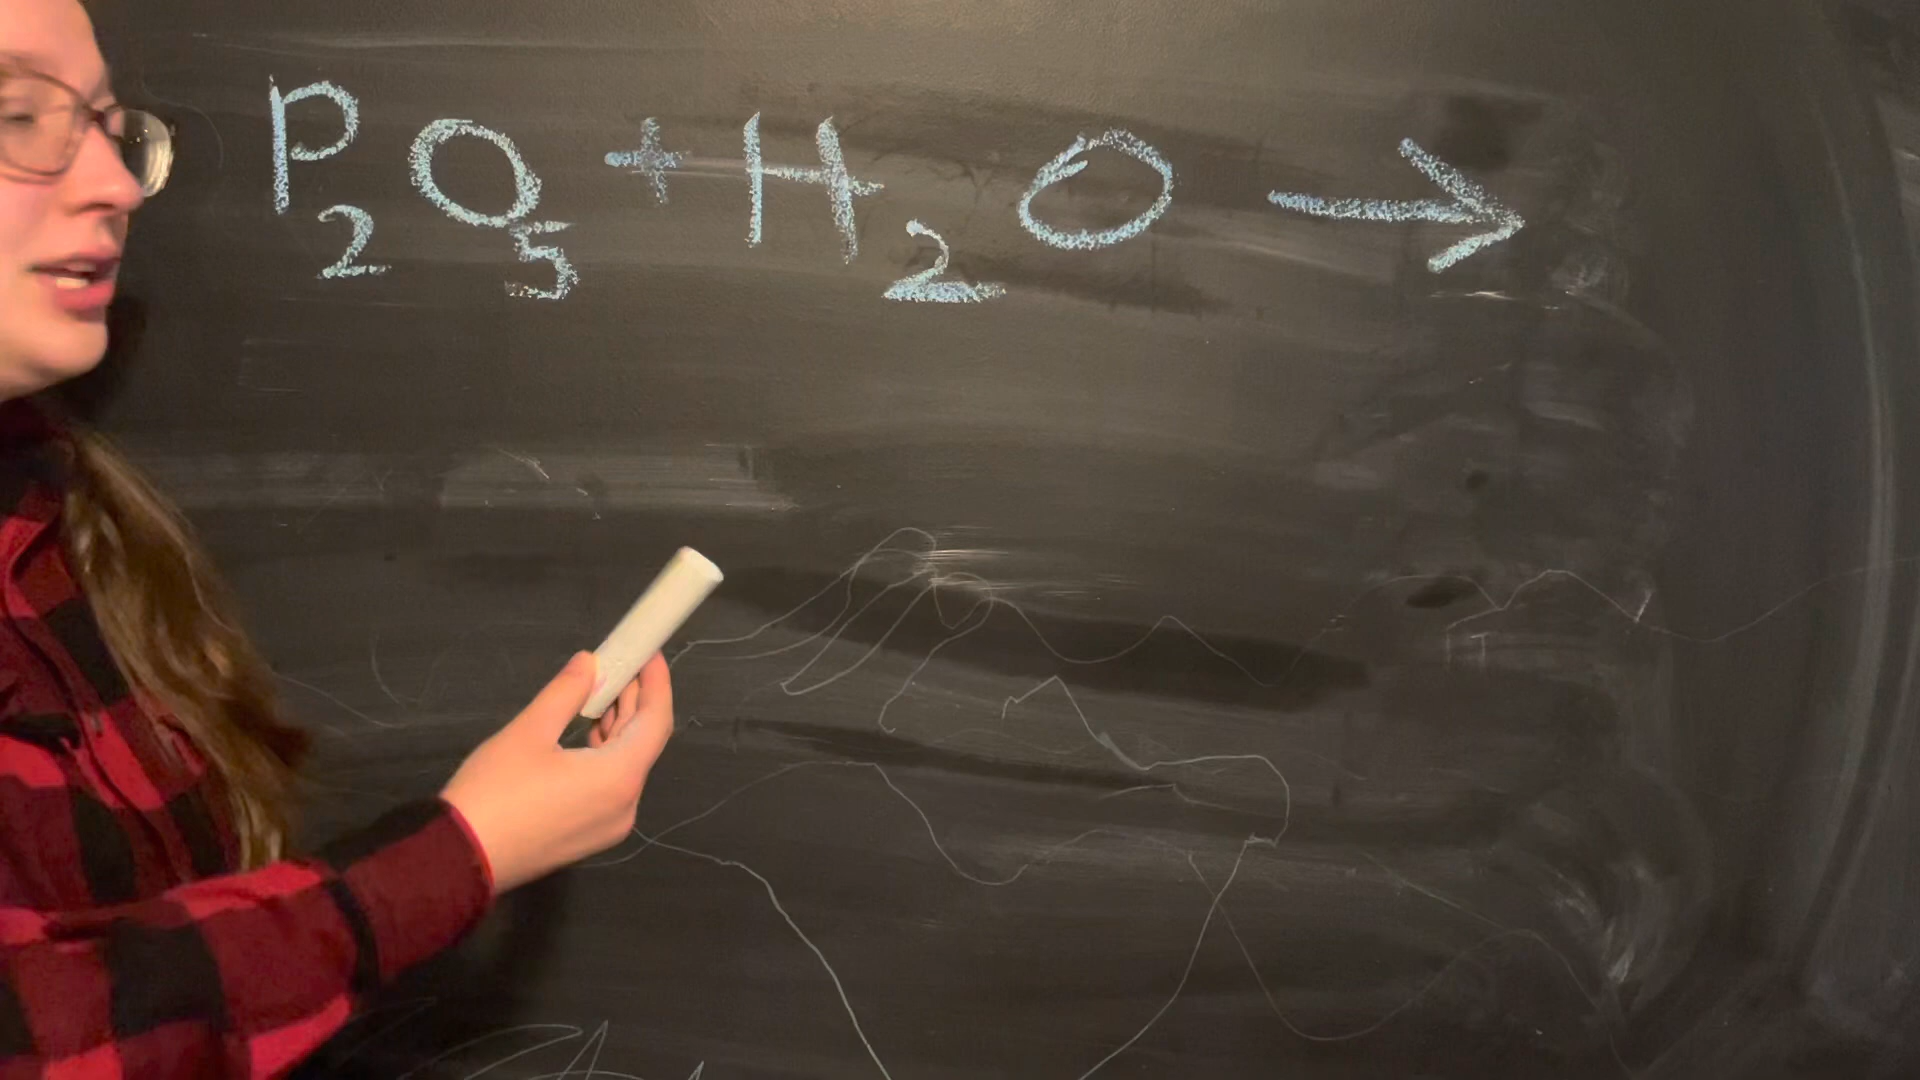 P₂O₅ + H₂O →